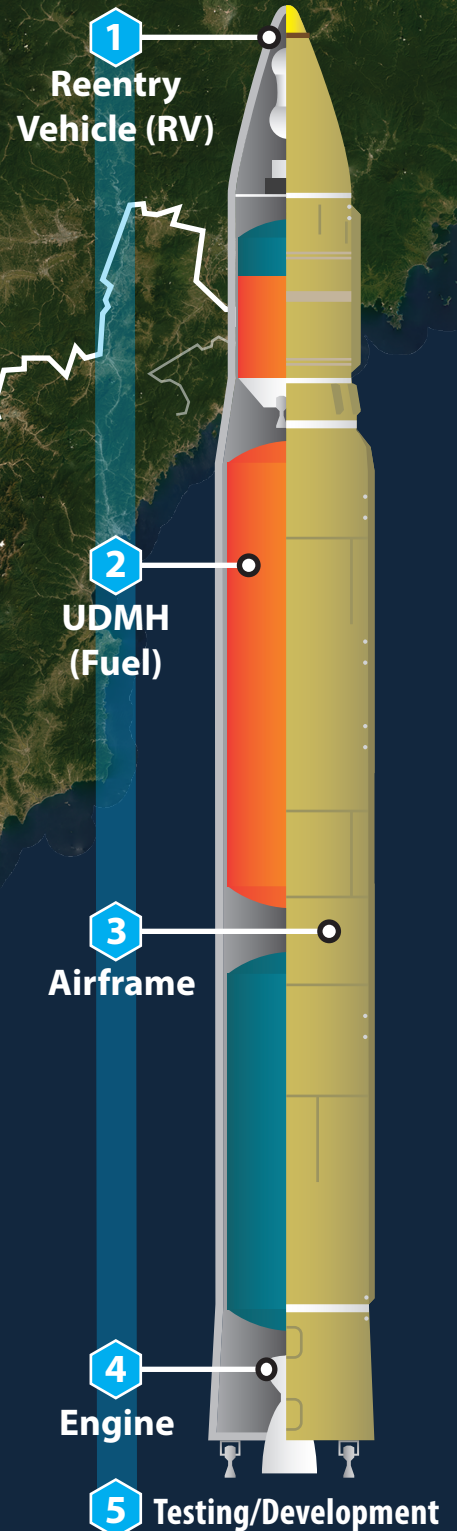 1
Reentry
Vehicle (RV)
2
UDMH
(Fuel)
3
Airframe
4
Engine
5 Testing/Development